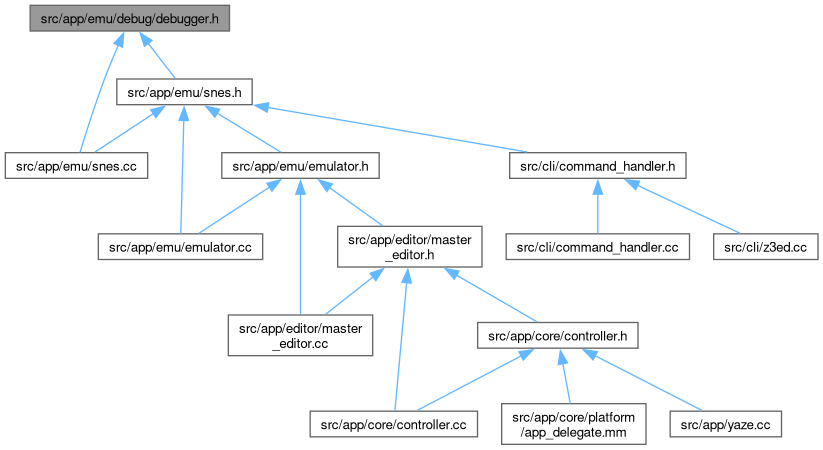 src/app/emu/debug/debugger.h
src/app/emu/snes.h
src/app/emu/snes.cc
src/app/emu/emulator.h
src/cli/command_handler.h
src/app/emu/emulator.cc
src/app/editor/master
_editor.h
src/cli/command_handler.cc
src/cli/z3ed.cc
src/app/editor/master
_editor.cc
src/app/core/controller.h
src/app/core/controller.cc
src/app/core/platform
/app_delegate.mm
src/app/yaze.cc